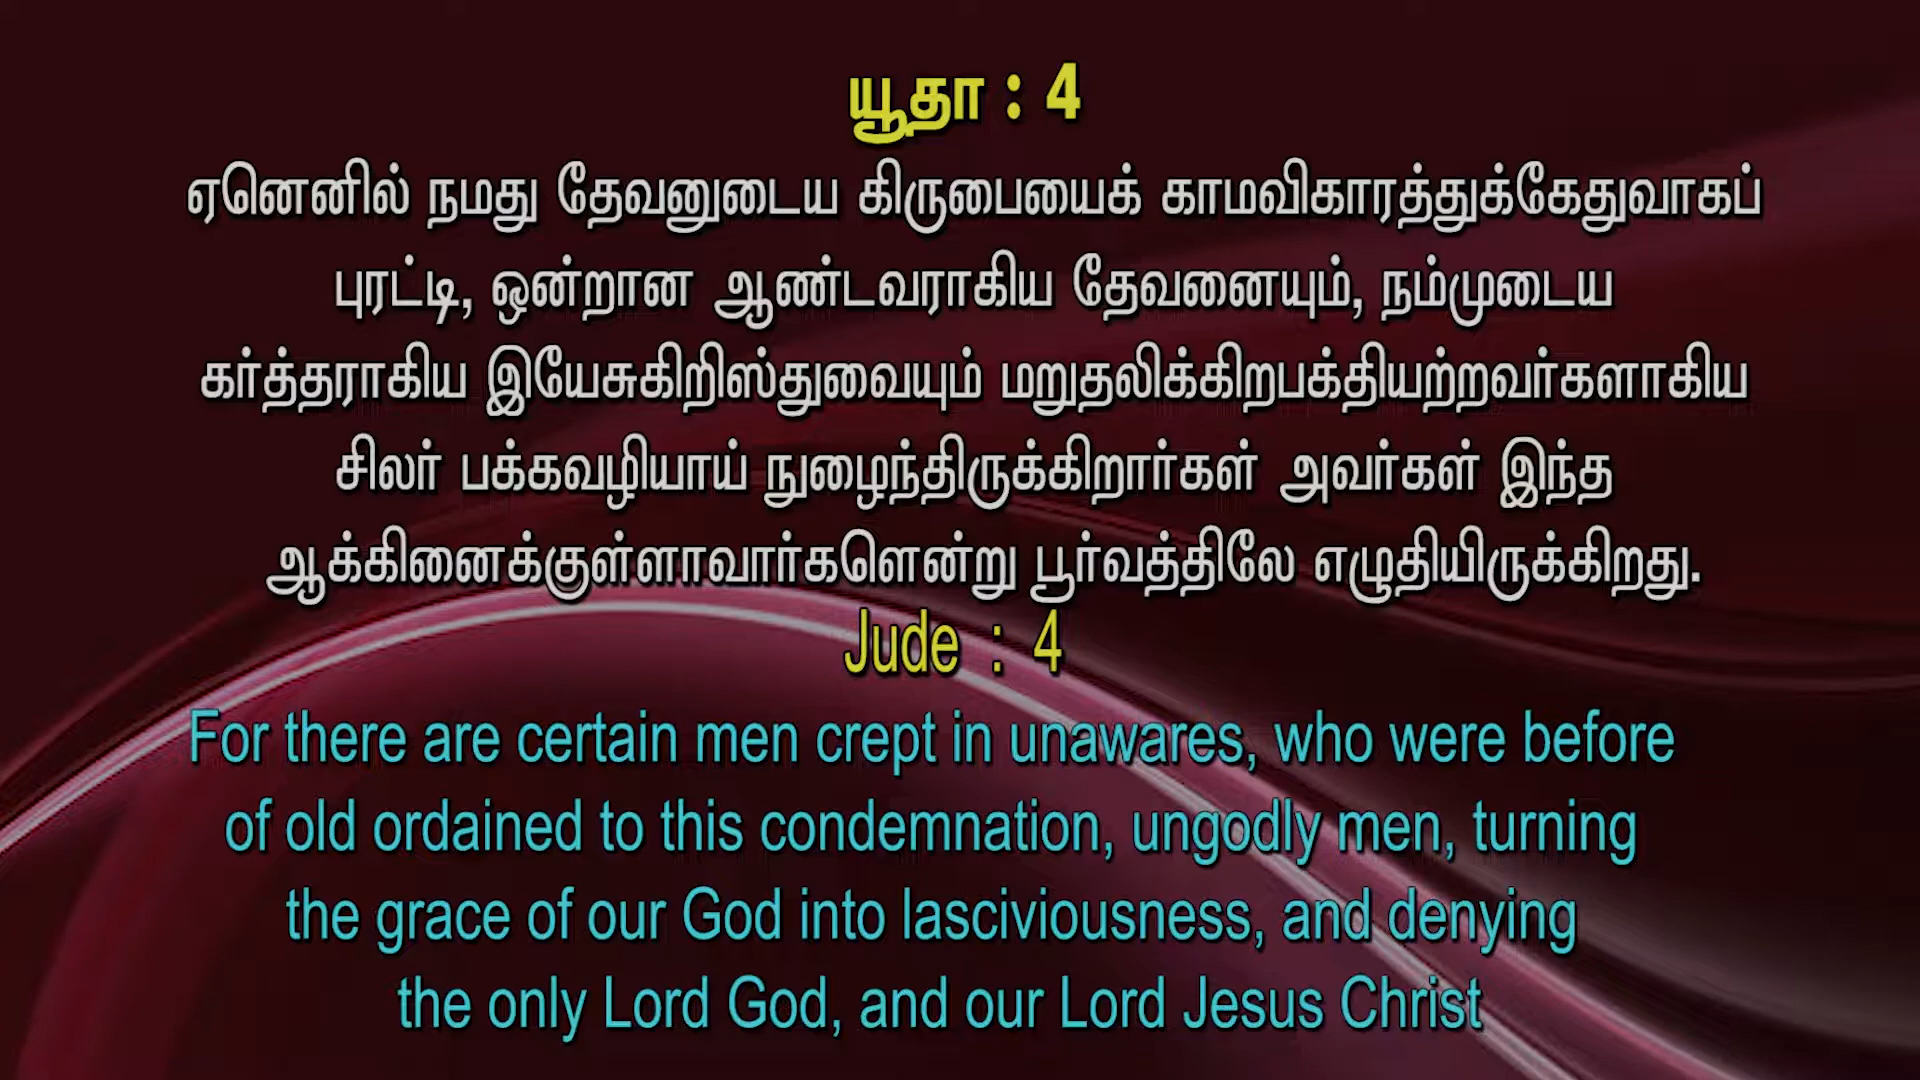 யூதா : 4
ஏனெனில் நமது தேவனுடைய கிருபையைக் காமவிகாரத்துக்கேதுவாகப்
புரட்டி, ஒன்றான ஆண்டவராகிய தேவனையும், நம்முடைய
கர்த்தராகிய இயேசுகிறிஸ்துவையும் மறுதலிக்கிறபக்தியற்றவர்களாகிய
சிலர் பக்கவழியாய் நுழைந்திருக்கிறார்கள் அவர்கள் இந்த
ஆக்கினைக்குள்ளாவார்களென்று பூர்வத்திலே எழுதியிருக்கிறது.
Jude : 4
For there are certain men crept in unawares, who were before
of old ordained to this condemnation, ungodly men, turning
the grace of our God into lasciviousness, and denying
the only Lord God, and our Lord Jesus Christ